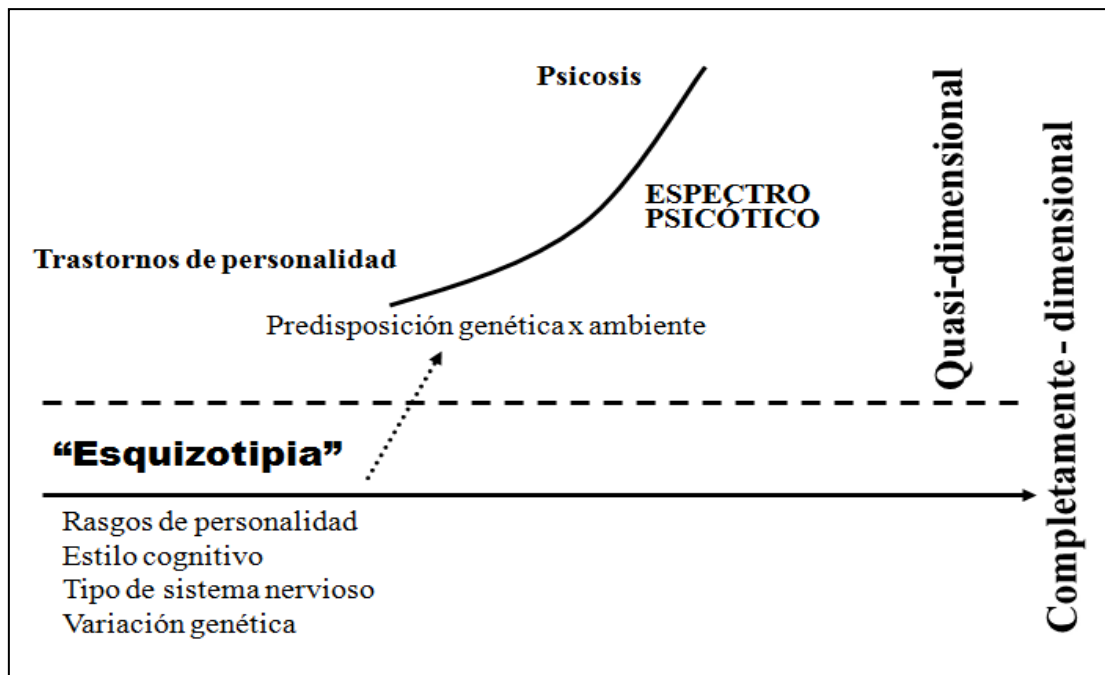 Psicosis
ESPECTRO
PSICÓTICO
Trastornos de personalidad
Predisposición genética x ambiente
“Esquizotipia”
Rasgos de personalidad
Estilo cognitivo
Tipo de sistema nervioso
Variación genética
Quasi-dimensional
Completamente- dimensional